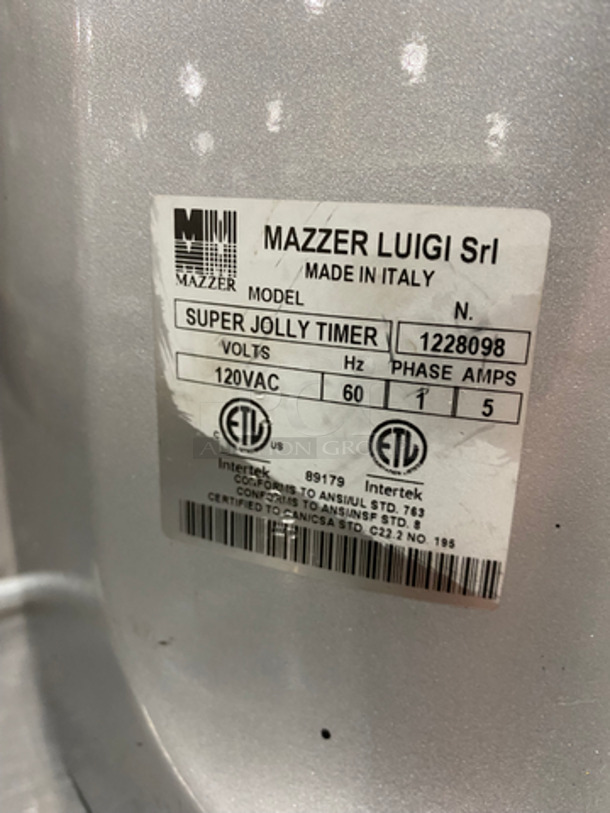 MAZZER
MAZZER LUIGI Srl
MADE IN ITALY
MODEL N.
SUPER JOLLY TIMER 1228098
VOLTS Hz PHASE AMPS
120VAC 60 1 5
C ETL US ETL
Intertek 89179 Intertek
CONFORMS TO ANSI/UL STD. 763
CONFORMS TO ANSI/NSF STD. 8
CERTIFIED TO CAN/CSA STD. C22.2 NO. 195
AUCTION GROUP